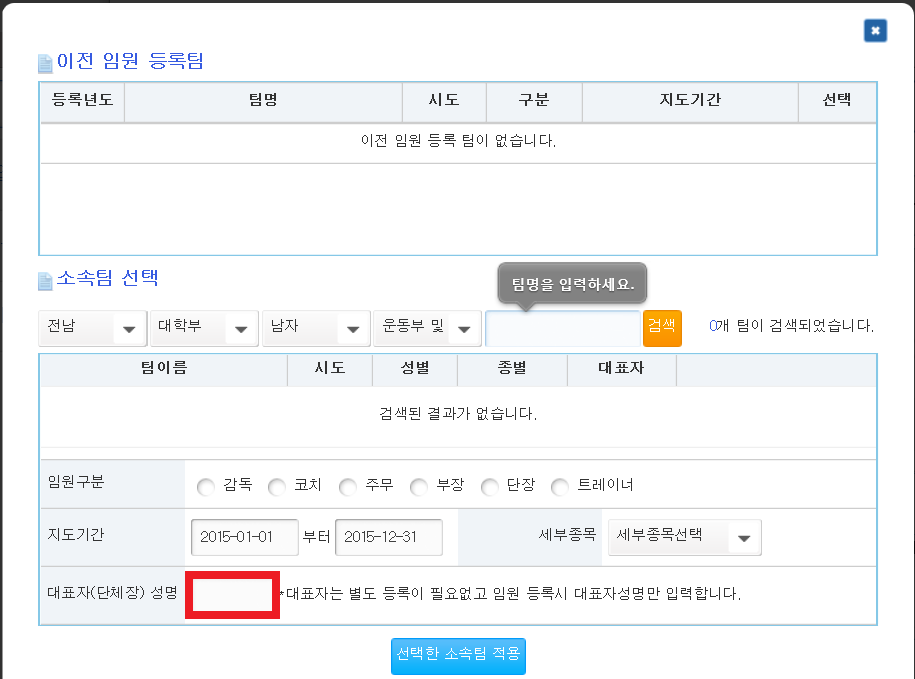 이전 임원 등록팀
등록년도 팀명 시도 구분 지도기간 선택
이전 임원 등록 팀이 없습니다.
소속팀 선택
팀명을 입력하세요.
전남 대학부 남자 운동부 및 검색 0개 팀이 검색되었습니다.
팀이름 시도 성별 종별 대표자
검색된 결과가 없습니다.
임원구분 감독 코치 주무 부장 단장 트레이너
지도기간 2015-01-01 부터 2015-12-31 세부종목 세부종목선택
대표자(단체장) 성명 *대표자는 별도 등록이 필요없고 임원 등록시 대표자성명만 입력합니다.
선택한 소속팀 적용